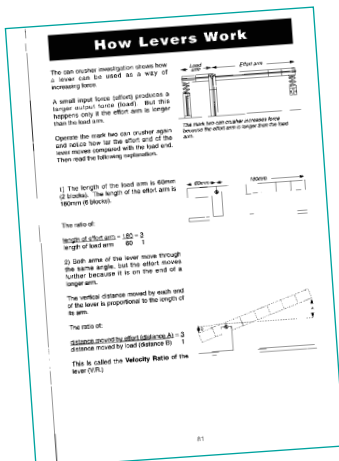 How Levers Work
The can crusher investigation shows how
a lever can be used as a way of
increasing force.
A small input force (effort) produces a
larger output force (load). But this
happens only if the effort arm is longer
than the load arm.
Operate the mark two can crusher again
and notice how far the effort end of the
lever moves compared with the load end.
Then read the following explanation.
Load
arm
Effort arm
The mark two can crusher increases force
because the effort arm is longer than the load
arm.
1) The length of the load arm is 60mm
(2 blocks). The length of the effort arm is
180mm (6 blocks).
60mm
180mm
The ratio of:
length of effort arm = 180 = 3
length of load arm 60 1
2) Both arms of the lever move through
the same angle, but the effort moves
further because it is on the end of a
longer arm.
The vertical distance moved by each end
of the lever is proportional to the length of
its arm.
The ratio of:
distance moved by effort (distance A) = 3
distance moved by load (distance B) 1
This is called the Velocity Ratio of the
lever (V.R.)
61